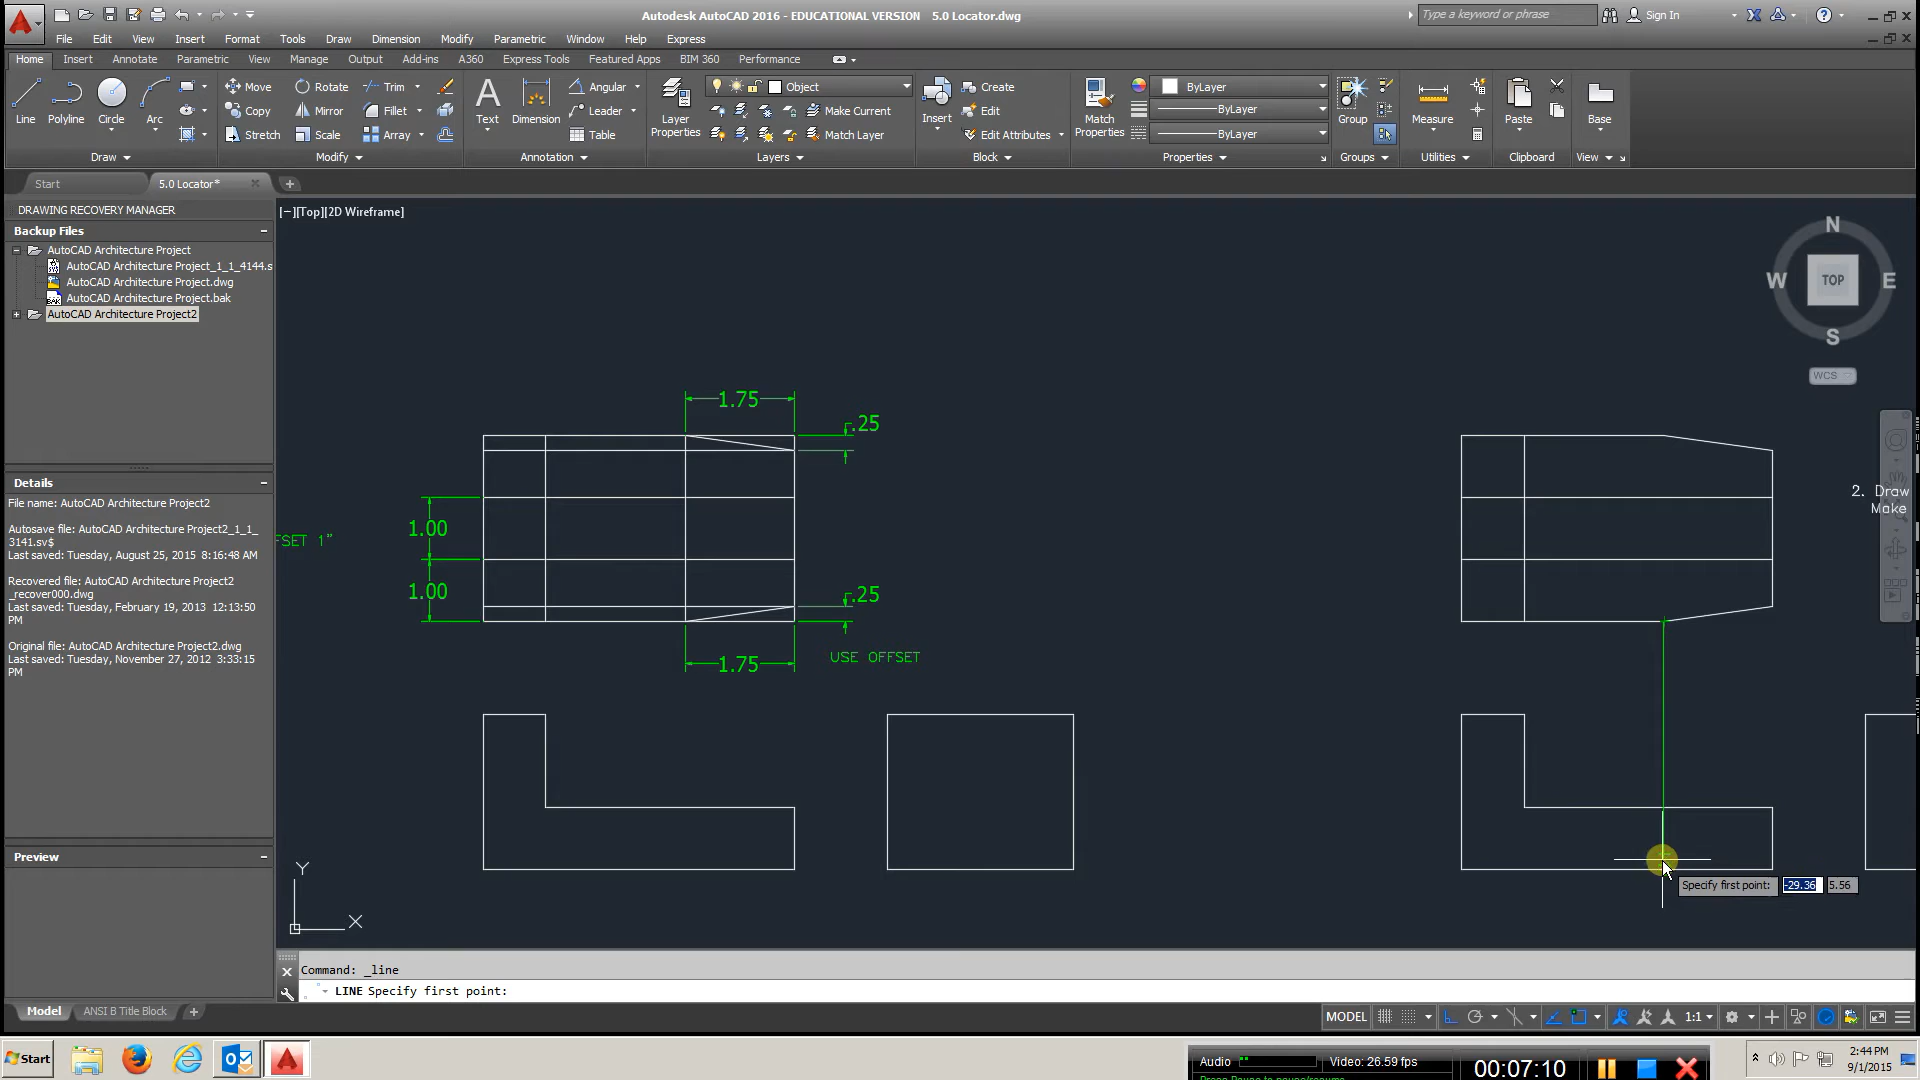 Autodesk AutoCAD 2016 - EDUCATIONAL VERSION 5.0 Locator.dwg
Type a keyword or phrase
Sign In
File Edit View Insert Format Tools Draw Dimension Modify Parametric Window Help Express
Home Insert Annotate Parametric View Manage Output Add-ins A360 Express Tools Featured Apps BIM 360 Performance
Line Polyline Circle Arc
Move Rotate Trim
Copy Mirror Fillet
Stretch Scale Array
Text Dimension
Angular
Leader
Table
Layer
Properties
Object
Make Current
Match Layer
Insert
Create
Edit
Edit Attributes
Match
Properties
ByLayer
ByLayer
ByLayer
Group
Measure
Paste
Base
Draw Modify Annotation Layers Block Properties Groups Utilities Clipboard View
Start 5.0 Locator*
DRAWING RECOVERY MANAGER
Backup Files
AutoCAD Architecture Project
AutoCAD Architecture Project_1_1_4144.s
AutoCAD Architecture Project.dwg
AutoCAD Architecture Project.bak
AutoCAD Architecture Project2
Details
File name: AutoCAD Architecture Project2
Autosave file: AutoCAD Architecture Project2_1_1_
3141.sv$
Last saved: Tuesday, August 25, 2015 8:16:48 AM
Recovered file: AutoCAD Architecture Project2
_recover000.dwg
Last saved: Tuesday, February 19, 2013 12:13:50
PM
Original file: AutoCAD Architecture Project2.dwg
Last saved: Tuesday, November 27, 2012 3:33:15
PM
Preview
[−][Top][2D Wireframe]
N
W TOP E
S
WCS
1.75
.25
1.00
FSET 1"
1.00
.25
1.75
USE OFFSET
2. Draw
Make
Y
X
Specify first point: -29.36 5.56
Command: _line
LINE Specify first point:
Model ANSI B Title Block
MODEL 1:1
Start
Audio Video: 26.59 fps
00:07:10
2:44 PM
9/1/2015